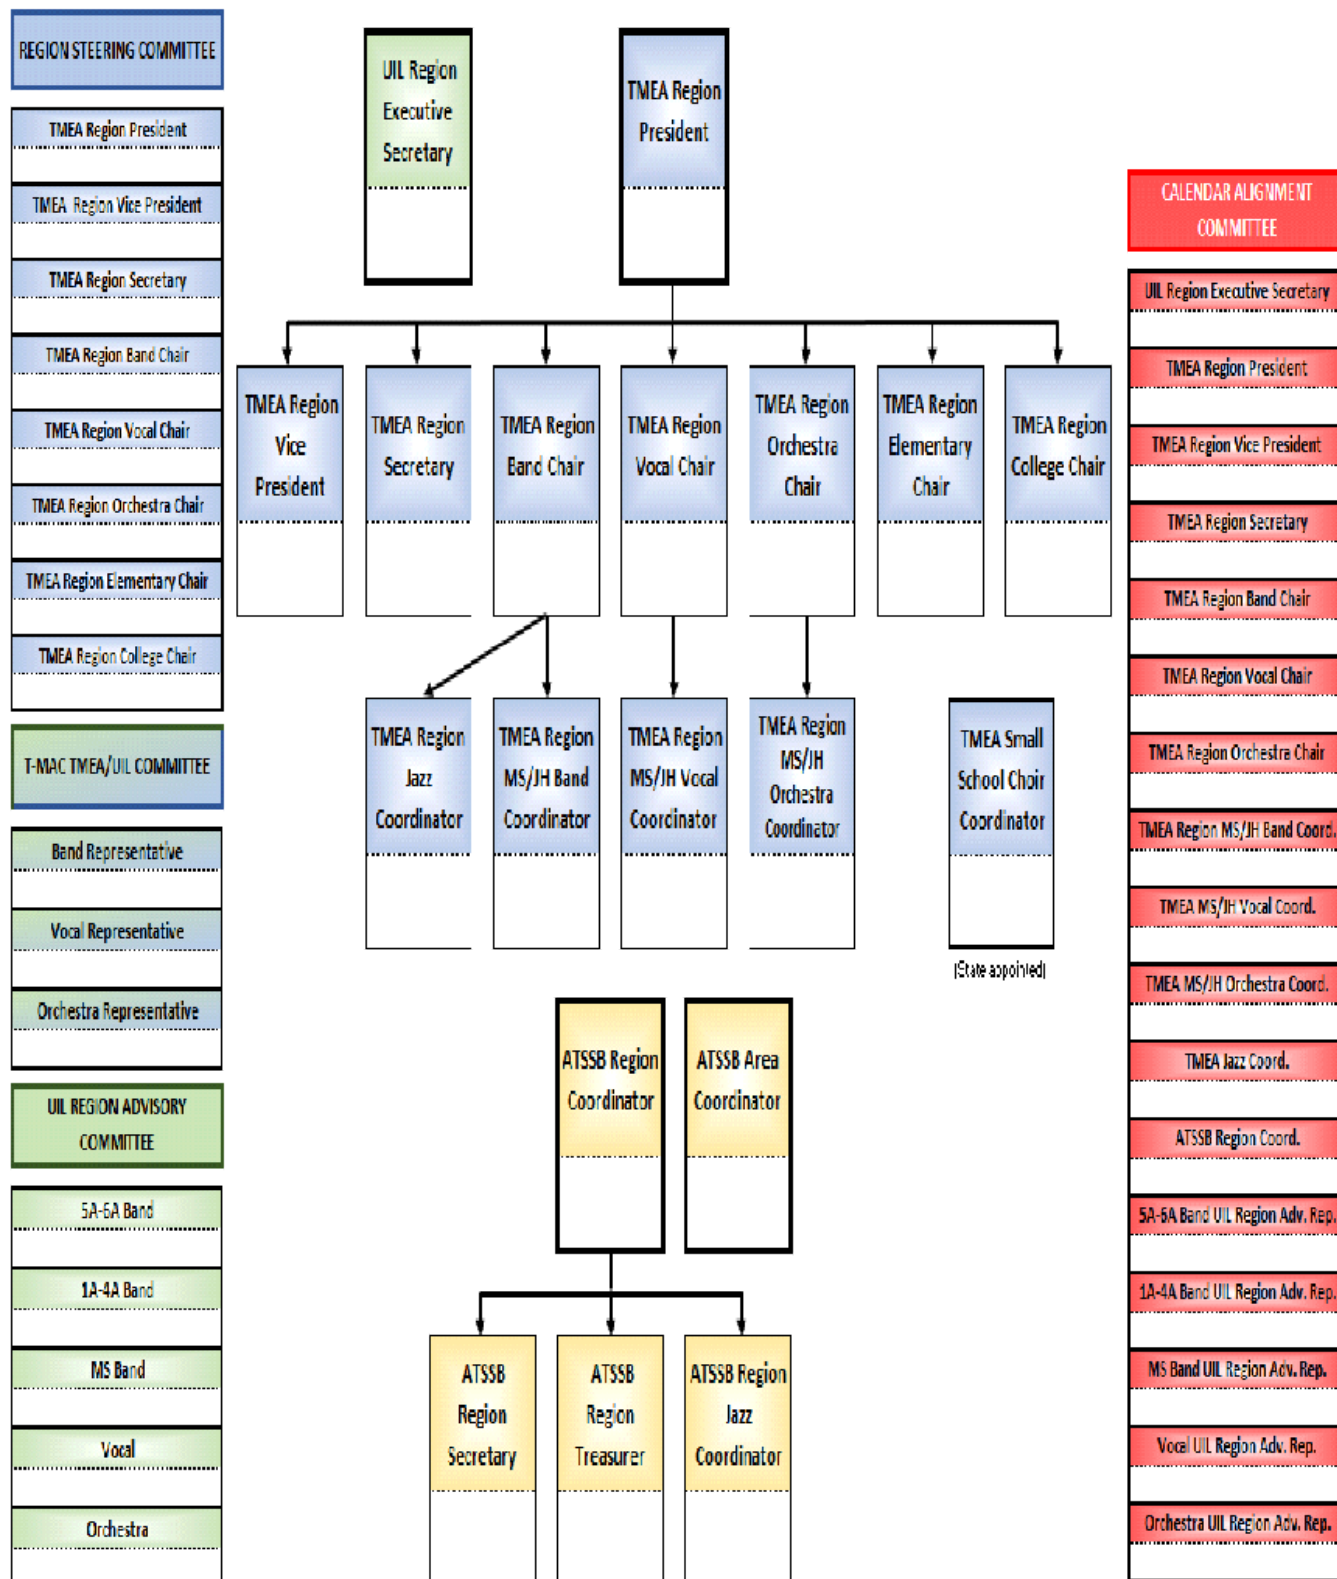 REGION STEERING COMMITTEE
TMEA Region President
TMEA Region Vice President
TMEA Region Secretary
TMEA Region Band Chair
TMEA Region Vocal Chair
TMEA Region Orchestra Chair
TMEA Region Elementary Chair
TMEA Region College Chair
T-MAC TMEA/UIL COMMITTEE
Band Representative
Vocal Representative
Orchestra Representative
UIL REGION ADVISORY
COMMITTEE
5A-6A Band
1A-4A Band
MS Band
Vocal
Orchestra
UIL Region
Executive
Secretary
TMEA Region
President
TMEA Region
Vice
President
TMEA Region
Secretary
TMEA Region
Band Chair
TMEA Region
Vocal Chair
TMEA Region
Orchestra
Chair
TMEA Region
Elementary
Chair
TMEA Region
College Chair
TMEA Region
Jazz
Coordinator
TMEA Region
MS/JH Band
Coordinator
TMEA Region
MS/JH Vocal
Coordinator
TMEA Region
MS/JH
Orchestra
Coordinator
TMEA Small
School Choir
Coordinator
(State appointed)
ATSSB Region
Coordinator
ATSSB Area
Coordinator
ATSSB
Region
Secretary
ATSSB
Region
Treasurer
ATSSB Region
Jazz
Coordinator
CALENDAR ALIGNMENT
COMMITTEE
UIL Region Executive Secretary
TMEA Region President
TMEA Region Vice President
TMEA Region Secretary
TMEA Region Band Chair
TMEA Region Vocal Chair
TMEA Region Orchestra Chair
TMEA Region MS/JH Band Coord.
TMEA MS/JH Vocal Coord.
TMEA MS/JH Orchestra Coord.
TMEA Jazz Coord.
ATSSB Region Coord.
5A-6A Band UIL Region Adv. Rep.
1A-4A Band UIL Region Adv. Rep.
MS Band UIL Region Adv. Rep.
Vocal UIL Region Adv. Rep.
Orchestra UIL Region Adv. Rep.